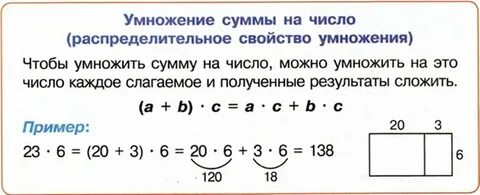 Умножение суммы на число
(распределительное свойство умножения)
Чтобы умножить сумму на число, можно умножить на это
число каждое слагаемое и полученные результаты сложить.
(a + b) · c = a · c + b · c
Пример:
23 · 6 = (20 + 3) · 6 = 20 · 6 + 3 · 6 = 138
120 18
20 3
6